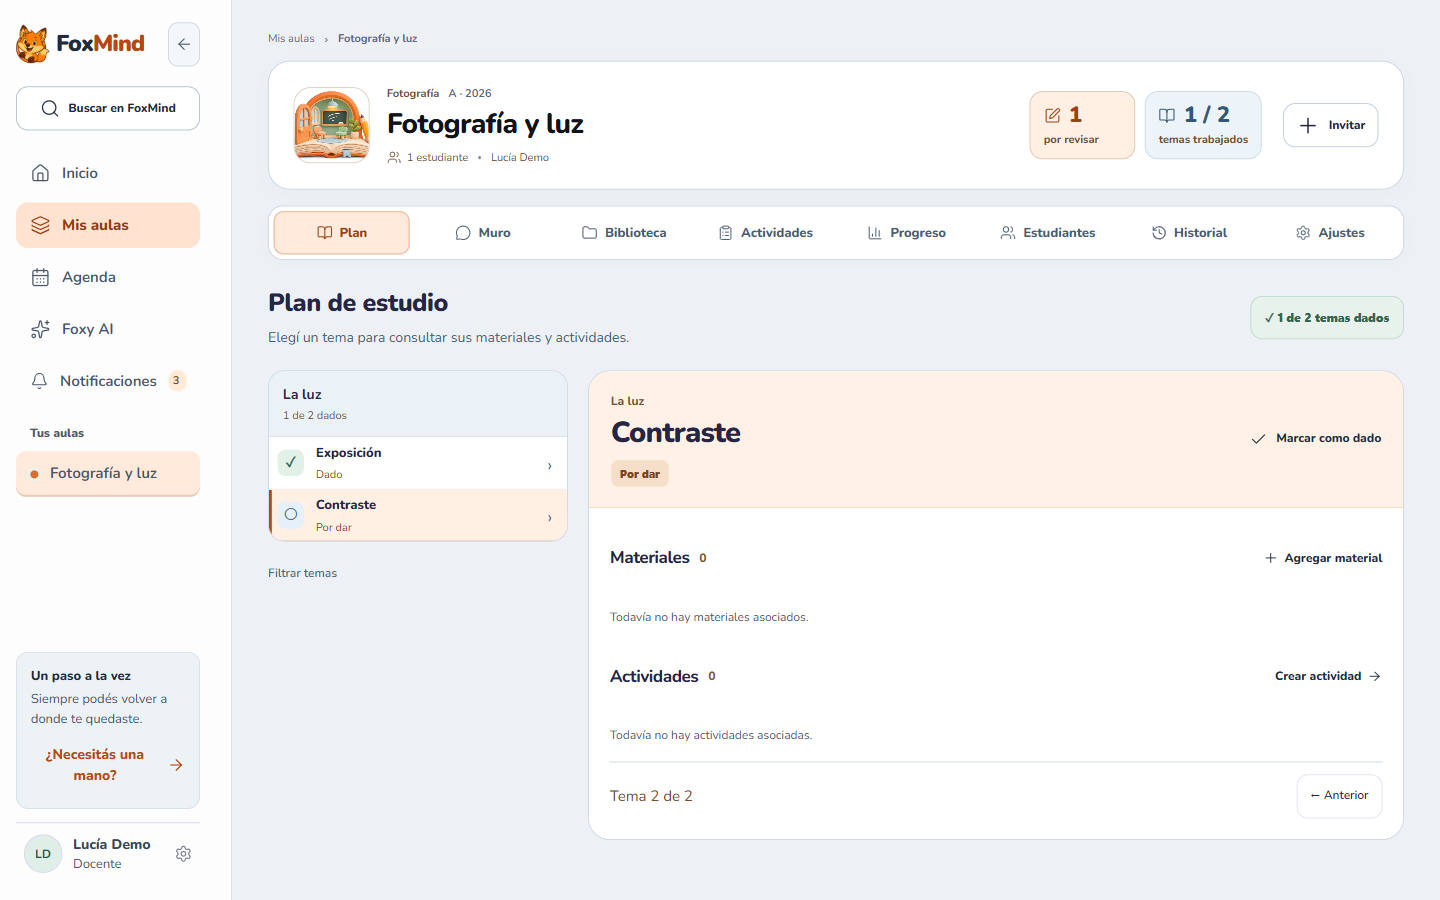 FoxMind
Buscar en FoxMind
Inicio
Mis aulas
Agenda
Foxy AI
Notificaciones 3
Tus aulas
Fotografía y luz
Un paso a la vez
Siempre podés volver a
donde te quedaste.
¿Necesitás una
mano?
LD
Lucía Demo
Docente
Mis aulas › Fotografía y luz
Fotografía A · 2026
Fotografía y luz
1 estudiante • Lucía Demo
1
por revisar
1 / 2
temas trabajados
Invitar
Plan
Muro
Biblioteca
Actividades
Progreso
Estudiantes
Historial
Ajustes
Plan de estudio
Elegí un tema para consultar sus materiales y actividades.
✓ 1 de 2 temas dados
La luz
1 de 2 dados
Exposición
Dado
Contraste
Por dar
Filtrar temas
La luz
Contraste
Por dar
Marcar como dado
Materiales 0
Agregar material
Todavía no hay materiales asociados.
Actividades 0
Crear actividad
Todavía no hay actividades asociadas.
Tema 2 de 2
← Anterior